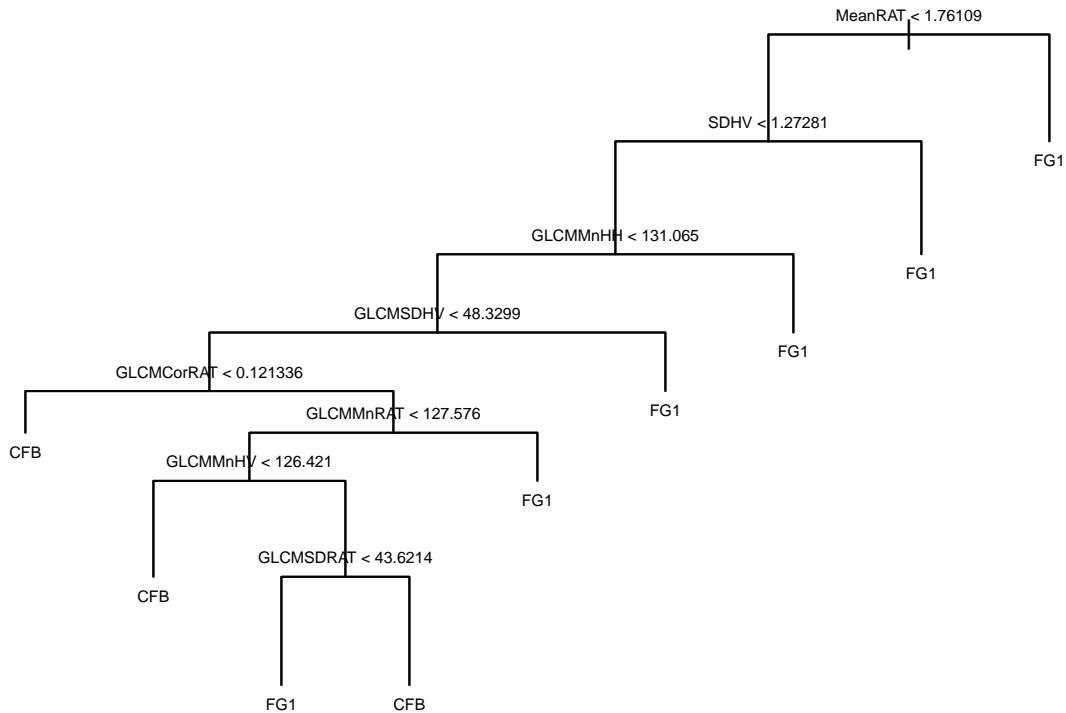 MeanRAT < 1.76109
SDHV < 1.27281
FG1
GLCMMnHH < 131.065
FG1
GLCMSDHV < 48.3299
FG1
GLCMCorRAT < 0.121336
FG1
GLCMMnRAT < 127.576
CFB
GLCMMnHV < 126.421
FG1
GLCMSDRAT < 43.6214
CFB
FG1
CFB